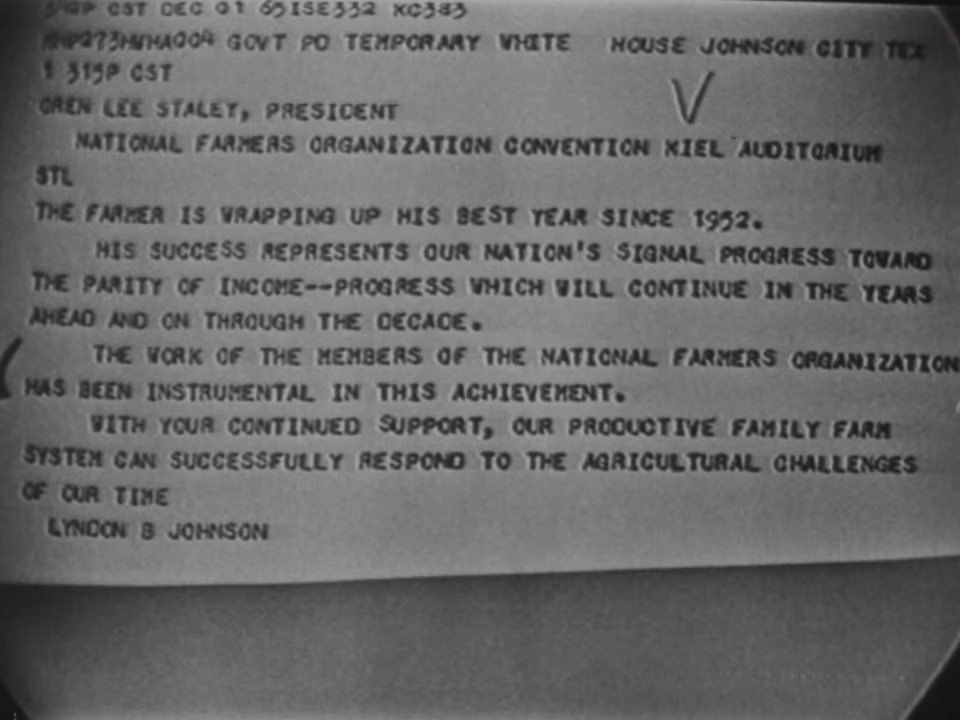 CST DEC 01 65 ISE332 XC383
GOVT PD TEMPORARY WHITE HOUSE JOHNSON CITY TEX
1 315P CST
OREN LEE STALEY, PRESIDENT
NATIONAL FARMERS ORGANIZATION CONVENTION KIEL AUDITORIUM
STL
THE FARMER IS WRAPPING UP HIS BEST YEAR SINCE 1952.
HIS SUCCESS REPRESENTS OUR NATION'S SIGNAL PROGRESS TOWARD
THE PARITY OF INCOME--PROGRESS WHICH WILL CONTINUE IN THE YEARS
AHEAD AND ON THROUGH THE DECADE.
THE WORK OF THE MEMBERS OF THE NATIONAL FARMERS ORGANIZATION
HAS BEEN INSTRUMENTAL IN THIS ACHIEVEMENT.
WITH YOUR CONTINUED SUPPORT, OUR PRODUCTIVE FAMILY FARM
SYSTEM CAN SUCCESSFULLY RESPOND TO THE AGRICULTURAL CHALLENGES
OF OUR TIME
LYNDON B JOHNSON